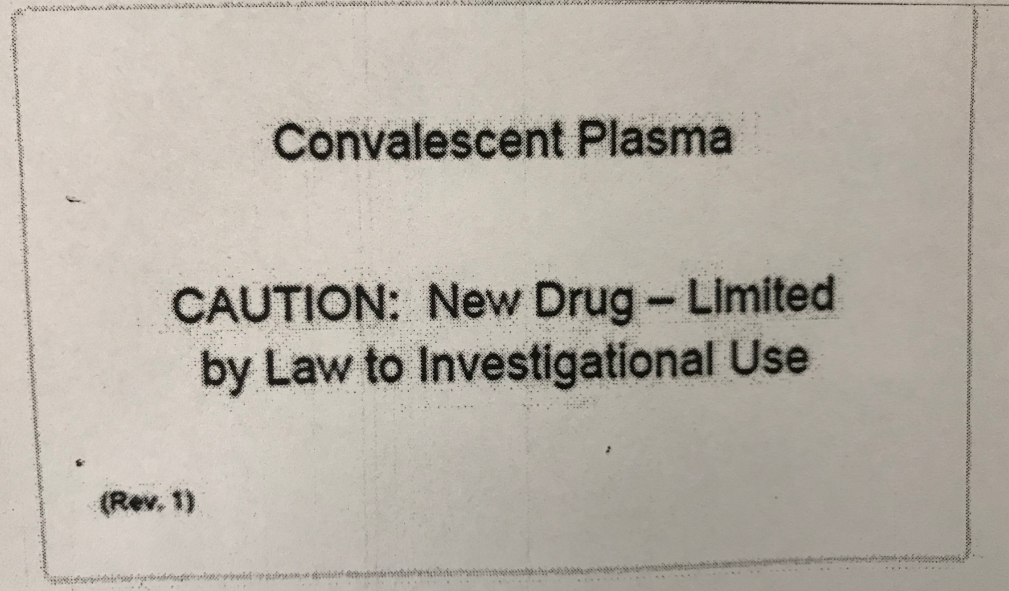 Convalescent Plasma
CAUTION: New Drug – Limited
by Law to Investigational Use
(Rev. 1)